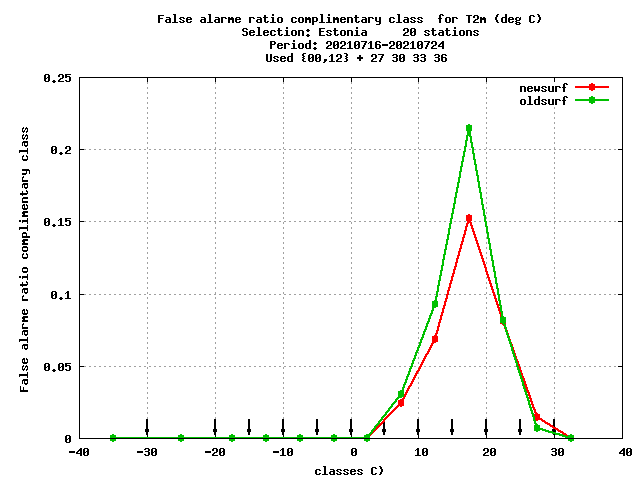 False alarme ratio complimentary class  for T2m (deg C)
Selection: Estonia     20 stations
Period: 20210716-20210724
Used {00,12} + 27 30 33 36
newsurf
oldsurf
False alarme ratio complimentary class
0.25
0.2
0.15
0.1
0.05
0
-40 -30 -20 -10 0 10 20 30 40
classes C)